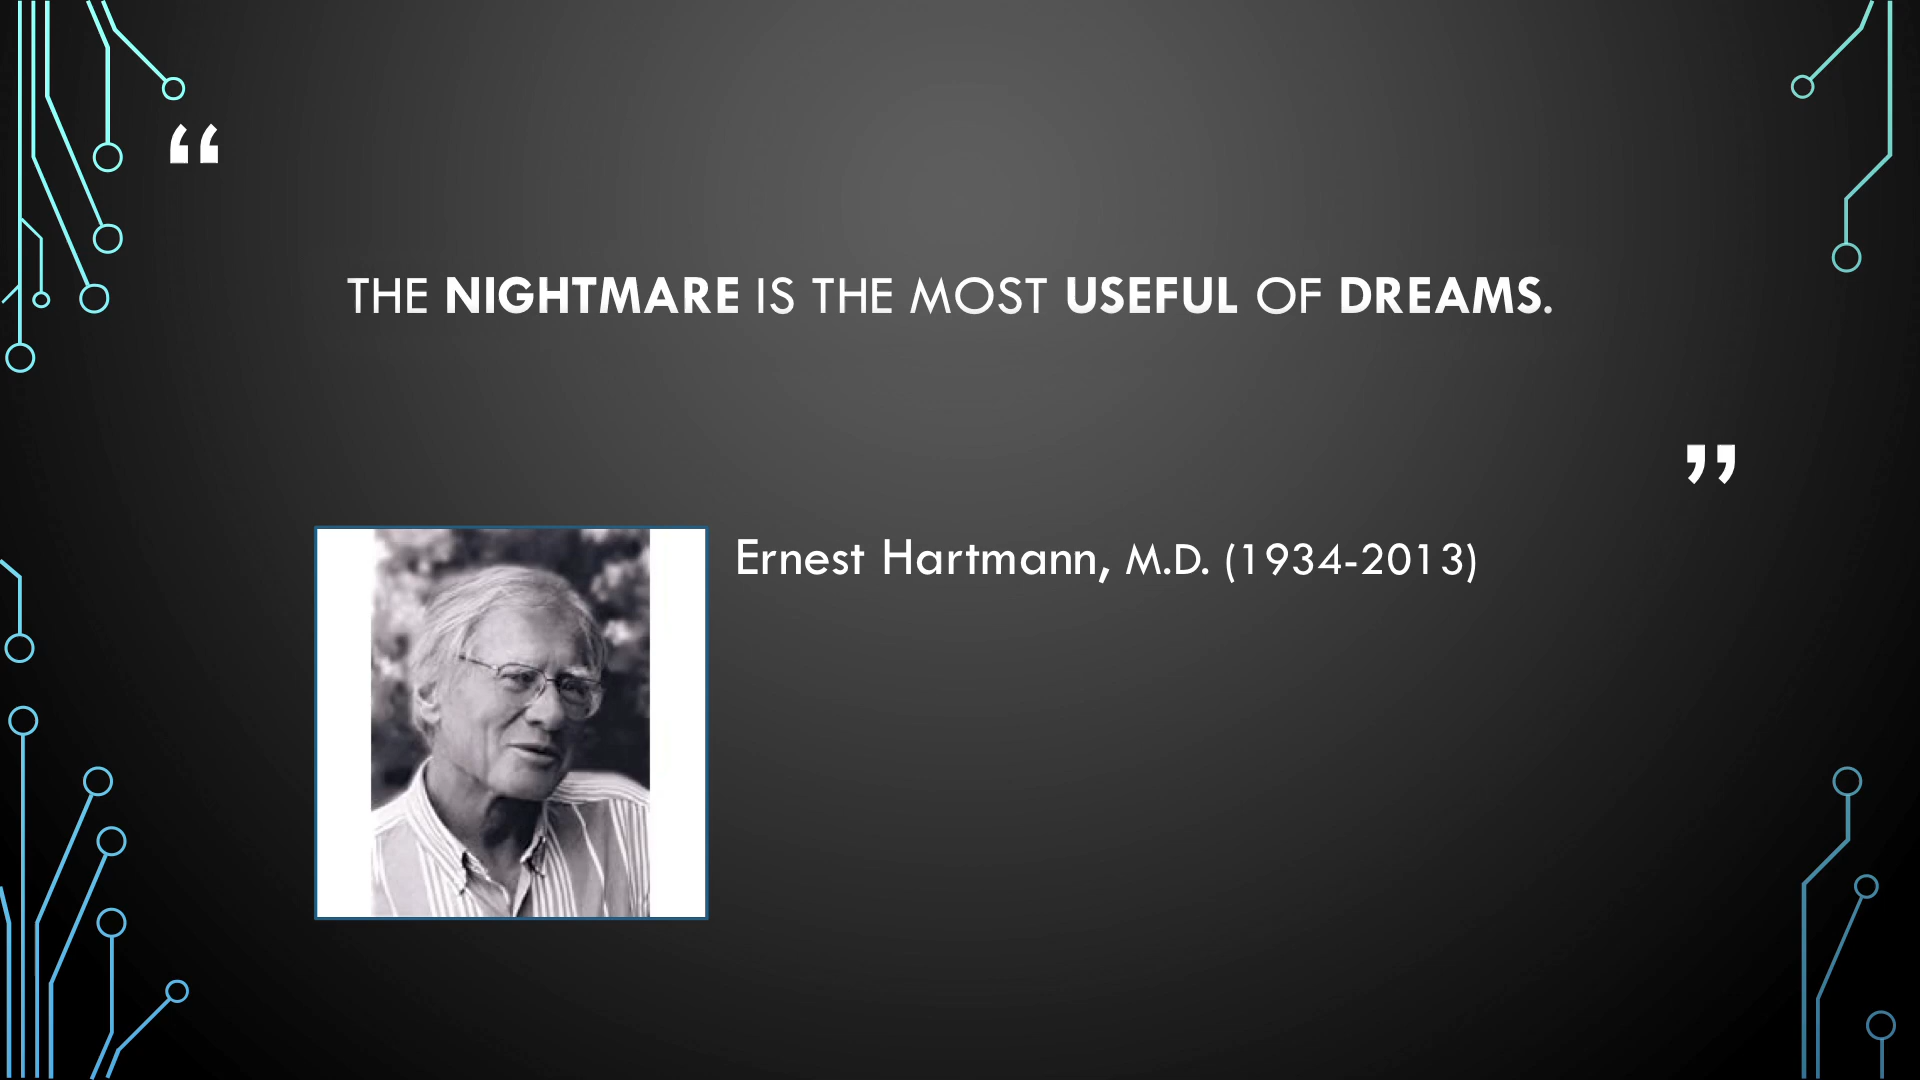 “
THE NIGHTMARE IS THE MOST USEFUL OF DREAMS.
”
Ernest Hartmann, M.D. (1934-2013)